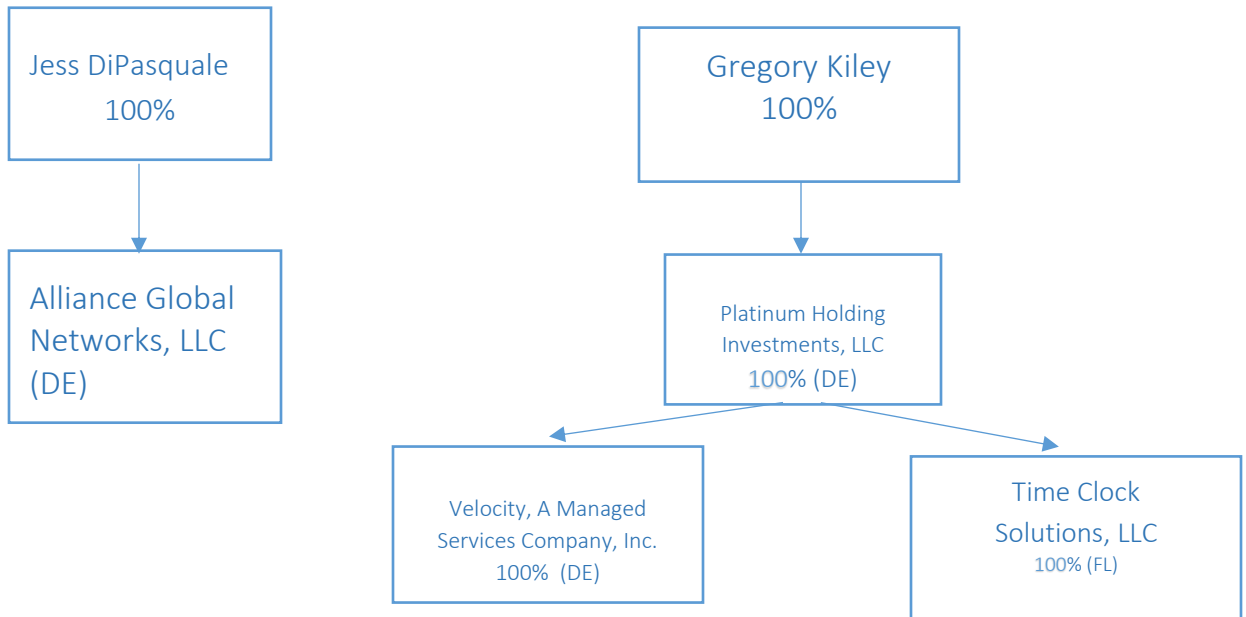 Jess DiPasquale
100%
Gregory Kiley
100%
Alliance Global
Networks, LLC
(DE)
Platinum Holding
Investments, LLC
100% (DE)
Velocity, A Managed
Services Company, Inc.
100%  (DE)
Time Clock
Solutions, LLC
100% (FL)